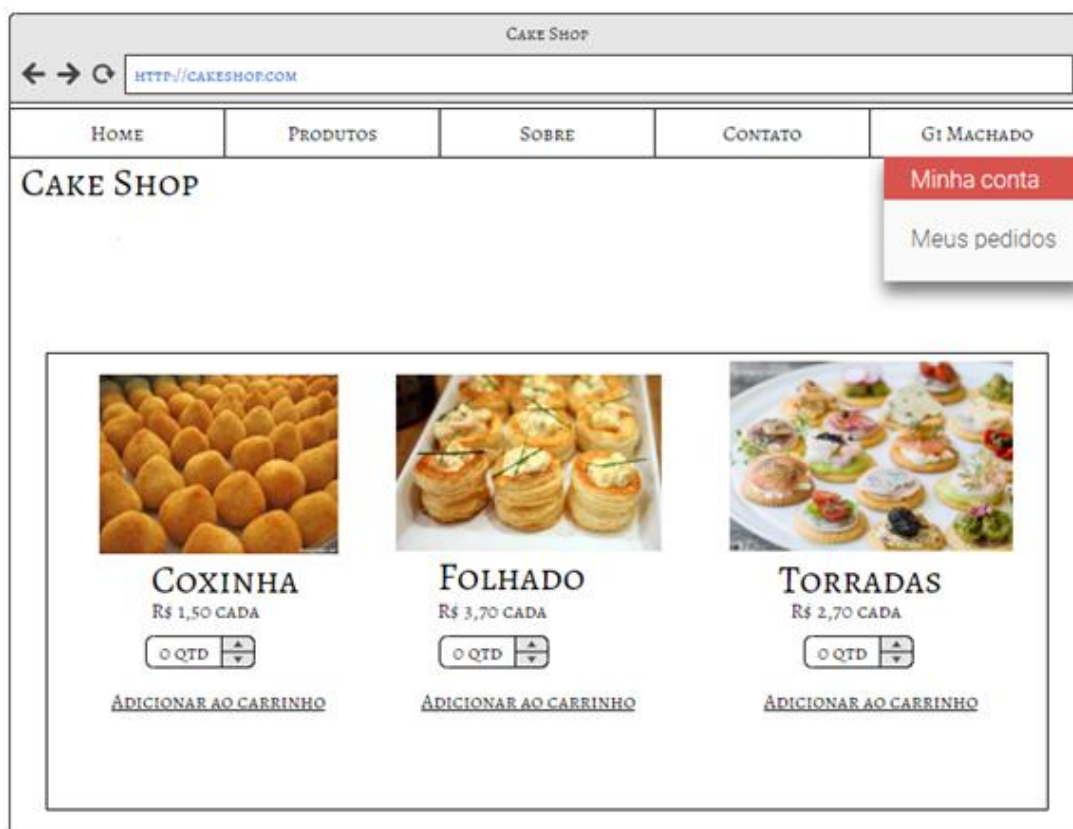 Cake Shop
http://cakeshop.com
Home Produtos Sobre Contato Gi Machado
Cake Shop
Minha conta
Meus pedidos
Coxinha Folhado Torradas
R$ 1,50 cada R$ 3,70 cada R$ 2,70 cada
0 qtd 0 qtd 0 qtd
Adicionar ao carrinho Adicionar ao carrinho Adicionar ao carrinho